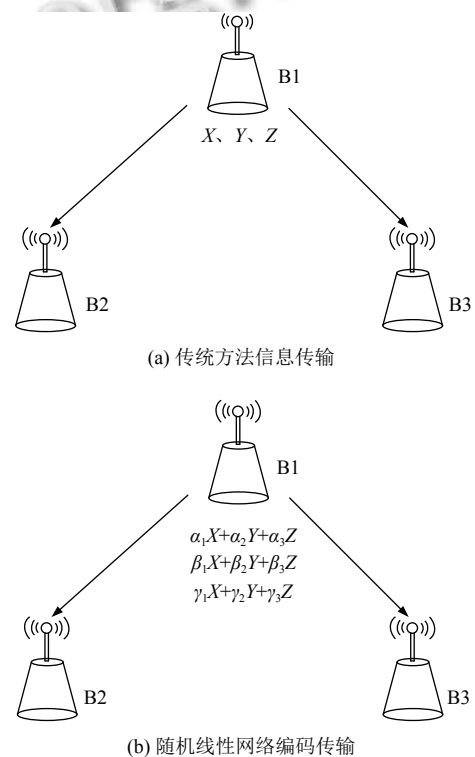 B1
X、Y、Z
B2
B3
(a) 传统方法信息传输
B1
α₁X+α₂Y+α₃Z
β₁X+β₂Y+β₃Z
γ₁X+γ₂Y+γ₃Z
B2
B3
(b) 随机线性网络编码传输